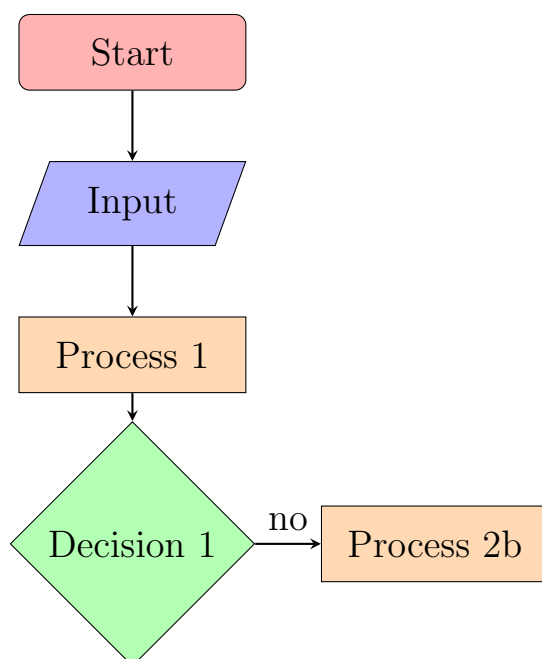 Start
Input
Process 1
no
Decision 1
Process 2b